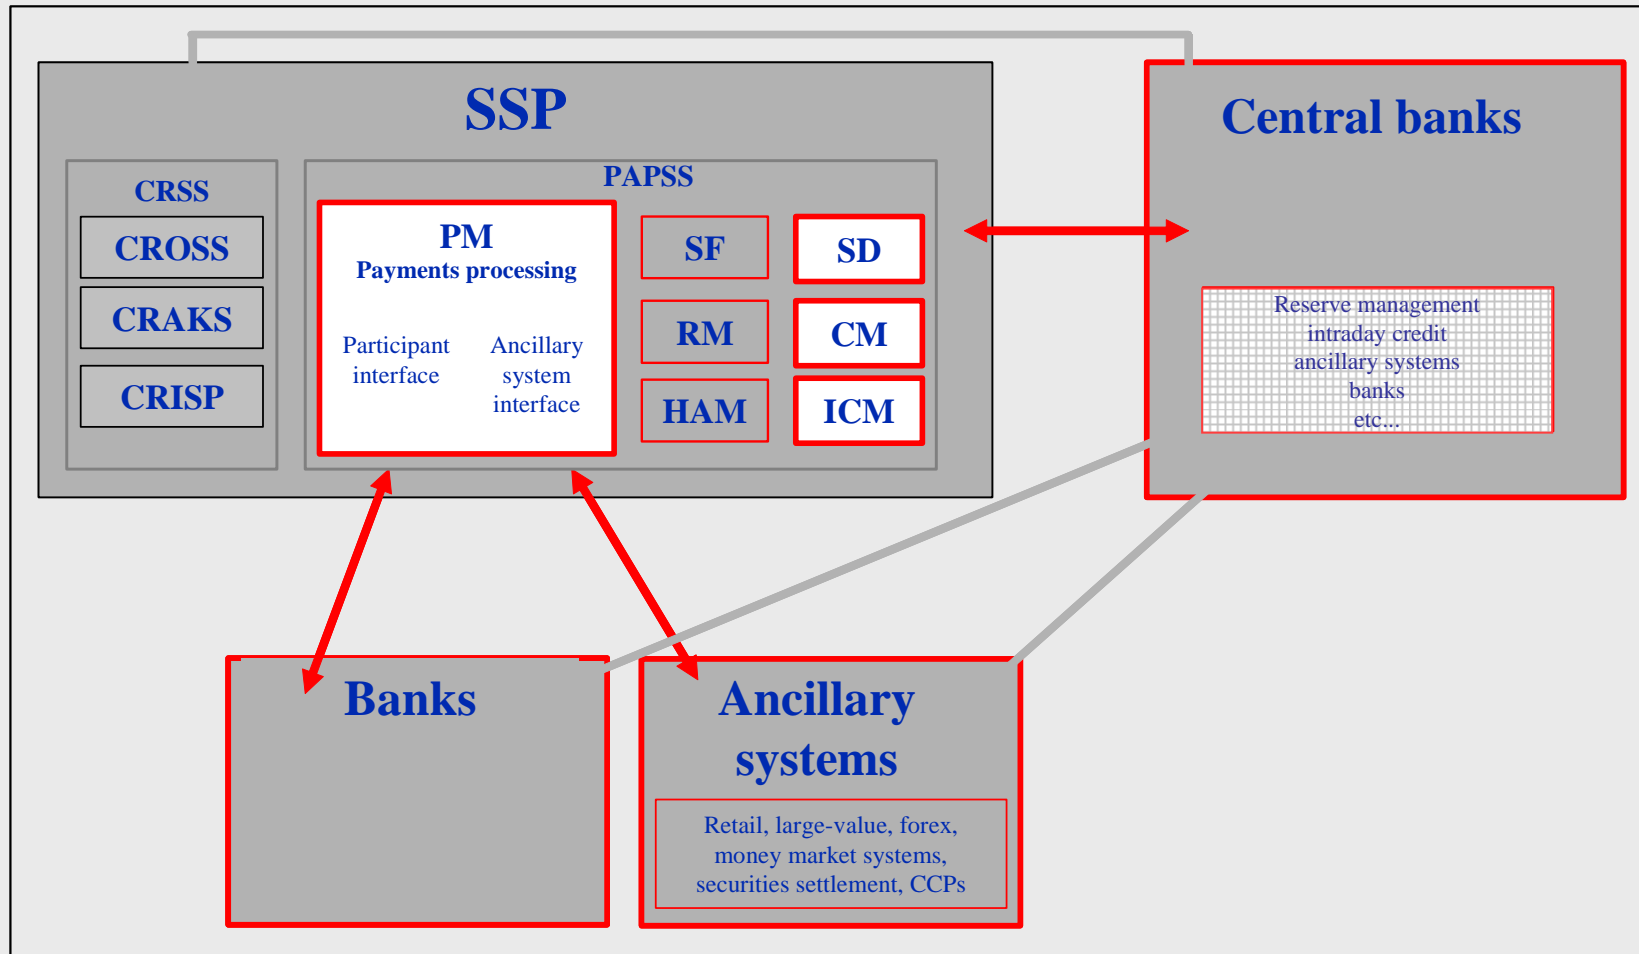 SSP
CRSS
CROSS
CRAKS
CRISP
PAPSS
PM
Payments processing
Participant
interface
Ancillary
system
interface
SF
SD
RM
CM
HAM
ICM
Central banks
Reserve management
intraday credit
ancillary systems
banks
etc...
Banks
Ancillary
systems
Retail, large-value, forex,
money market systems,
securities settlement, CCPs